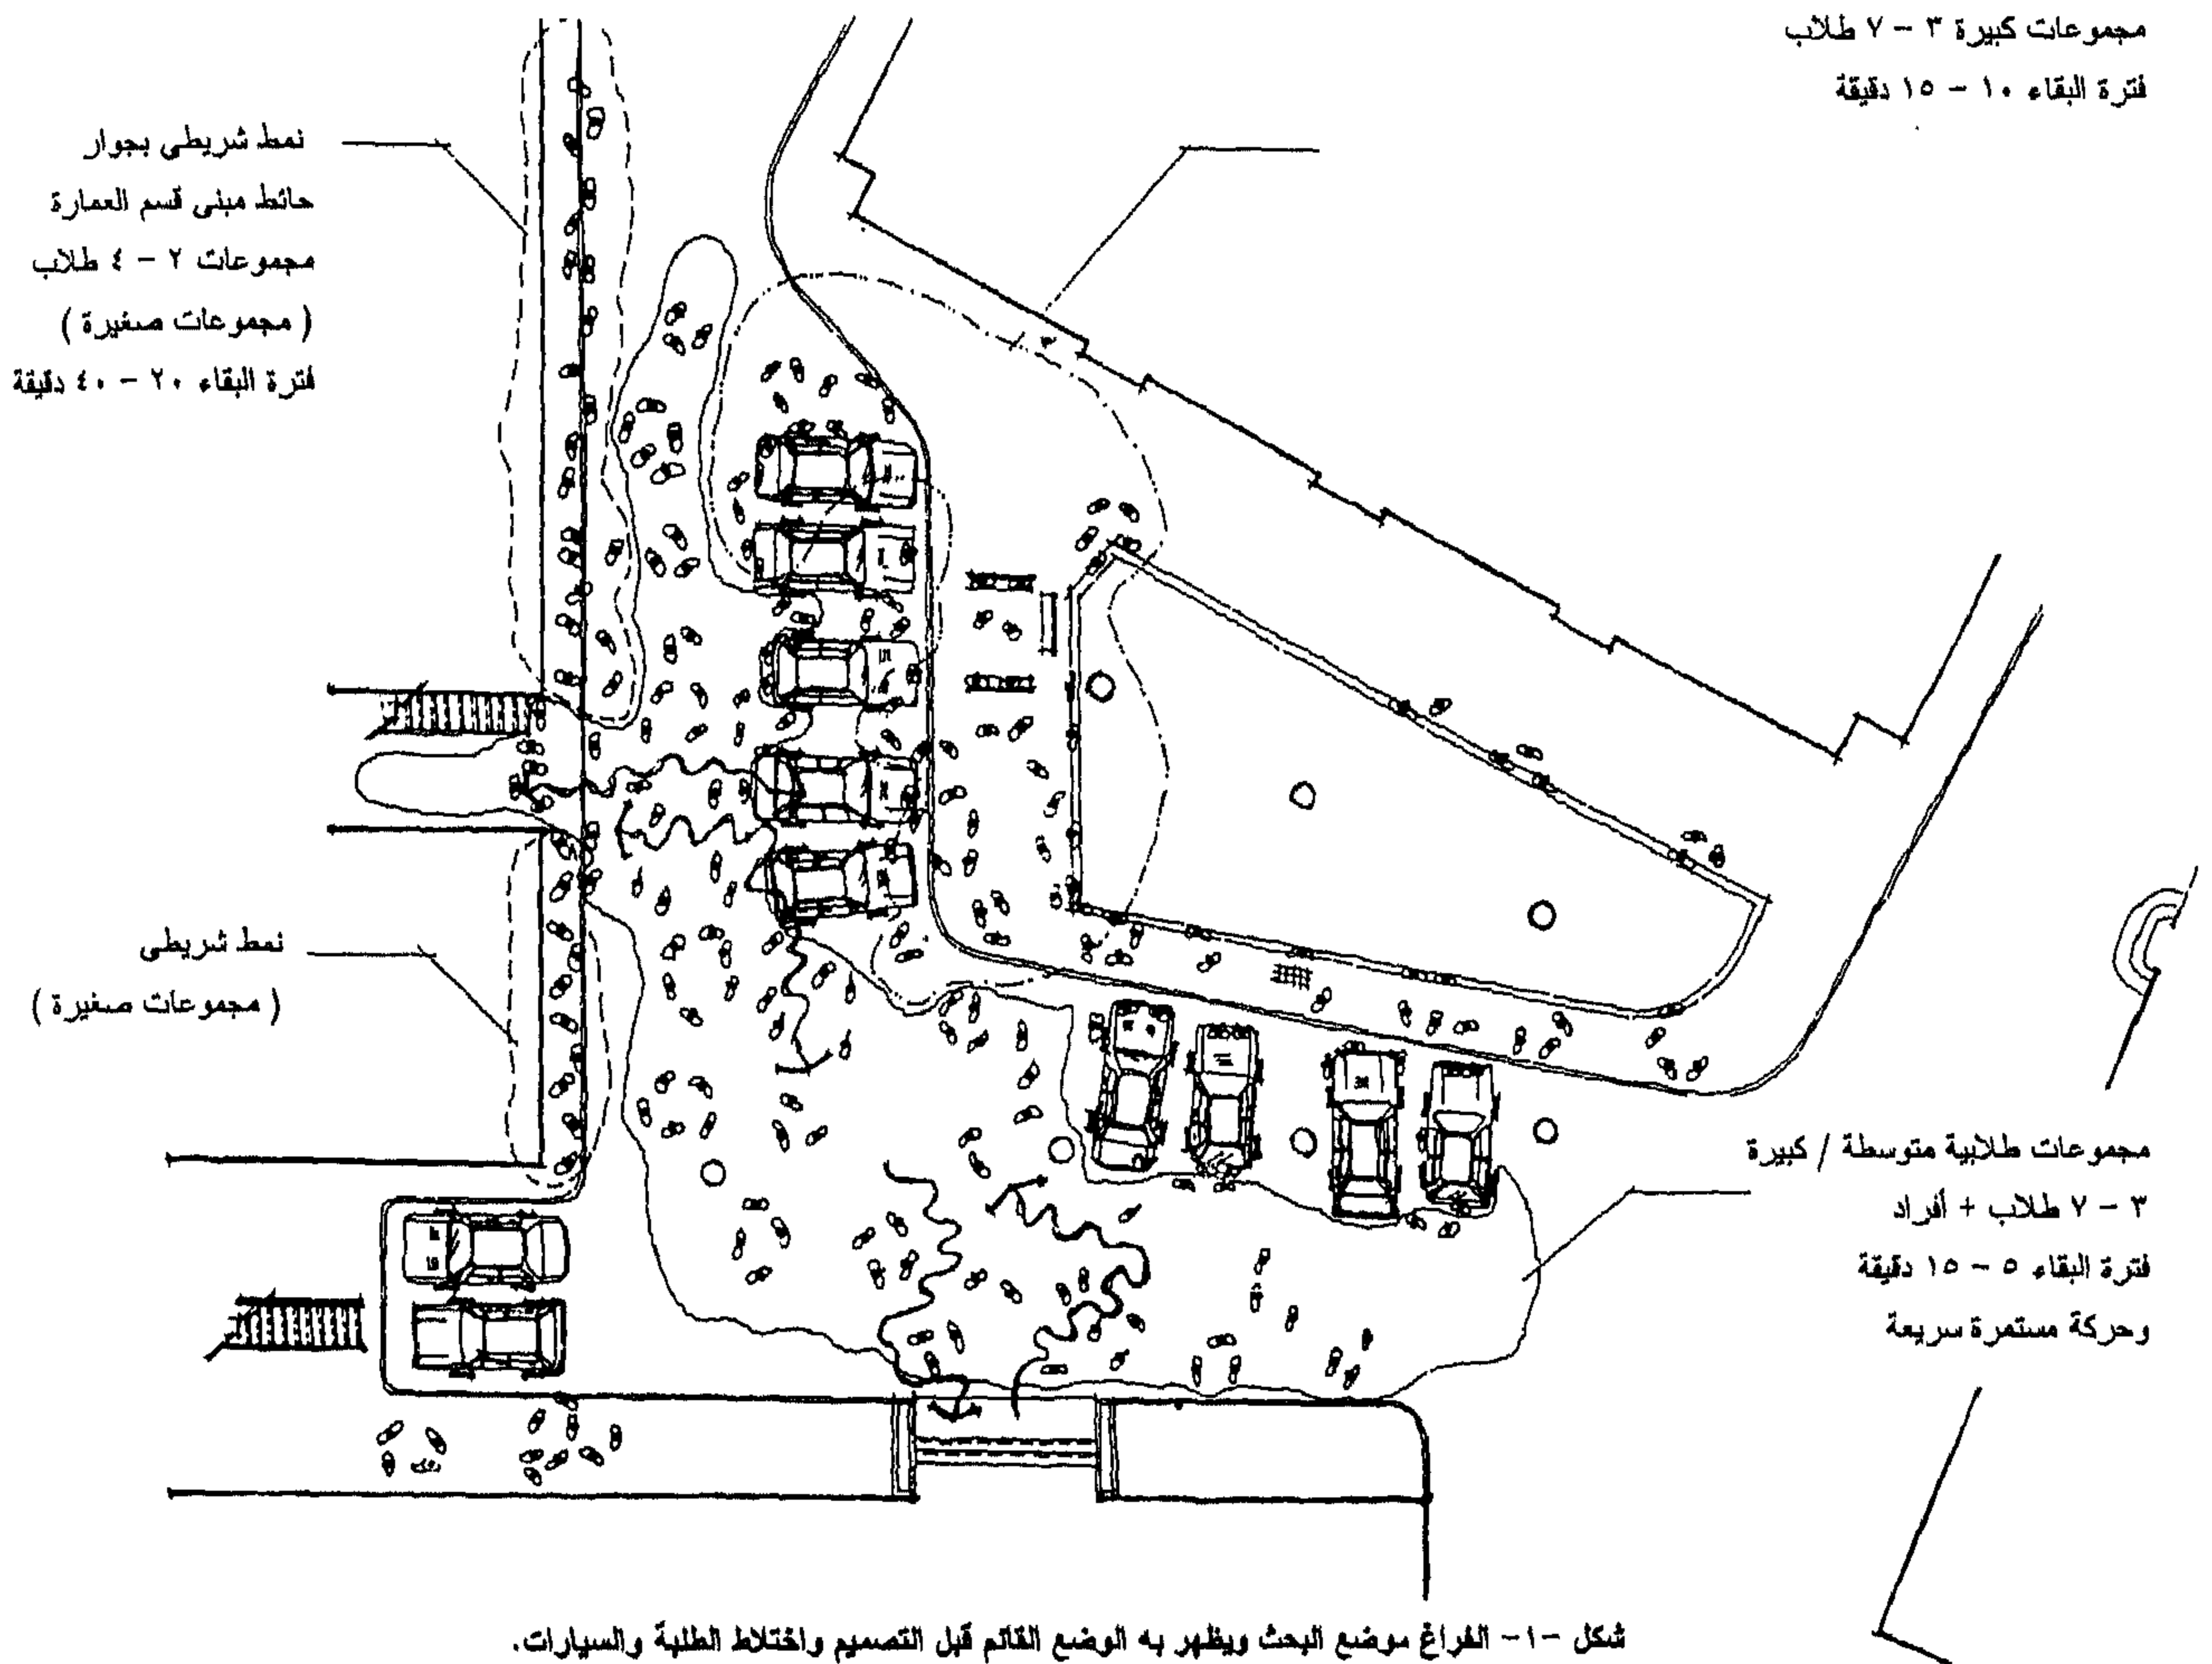 مجموعات كبيرة ٣ - ٧ طلاب
فترة البقاء ١٠ - ١٥ دقيقة
نمط شريطى بجوار
حائط مبنى قسم العمارة
مجموعات ٢ - ٤ طلاب
( مجموعات صغيرة )
فترة البقاء ٢٠ - ٤٠ دقيقة
نمط شريطى
( مجموعات صغيرة )
مجموعات طلابية متوسطة / كبيرة
٣ - ٧ طلاب + أفراد
فترة البقاء ٥ - ١٥ دقيقة
وحركة مستمرة سريعة
شكل -١- الفراغ موضع البحث ويظهر به الوضع القائم قبل التصميم واختلاط الطلبة والسيارات.